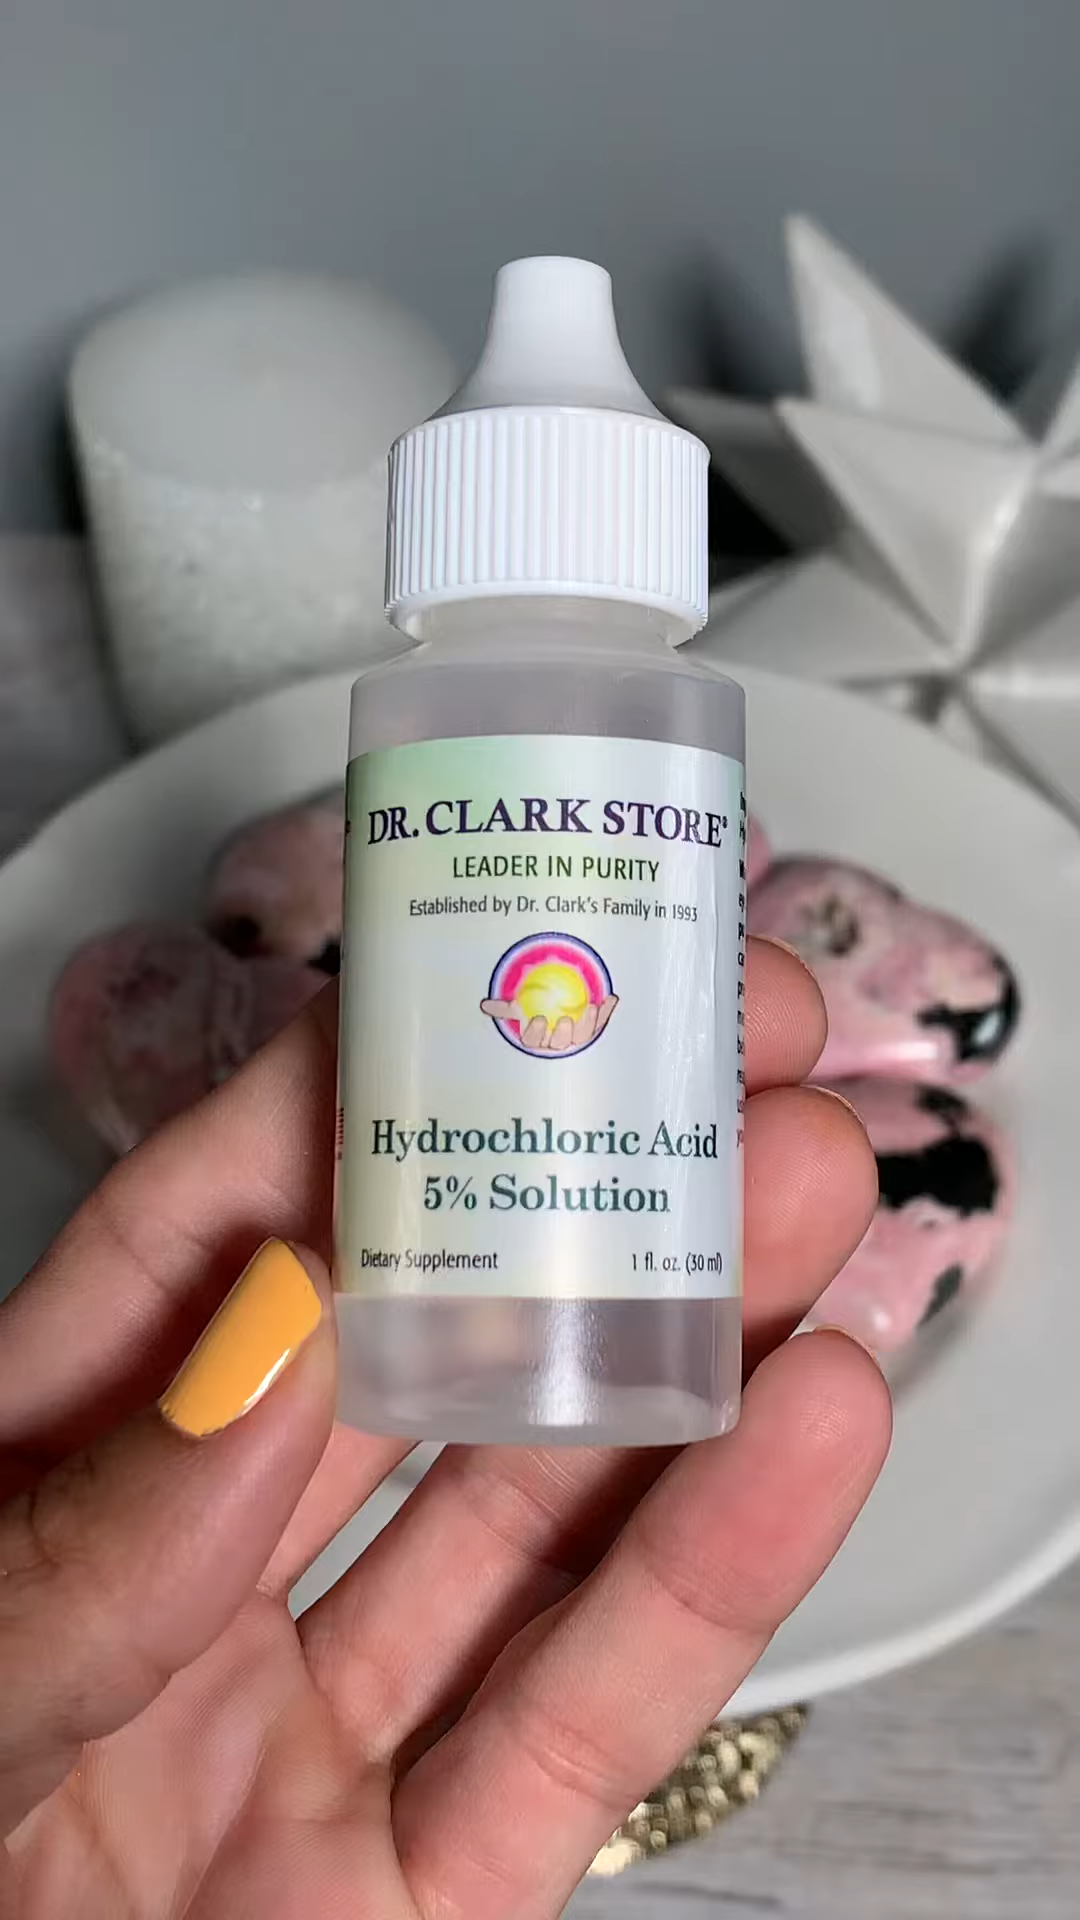 DR. CLARK STORE®
LEADER IN PURITY
Established by Dr. Clark's Family in 1993
Hydrochloric Acid
5% Solution
Dietary Supplement
1 fl. oz. (30 ml)